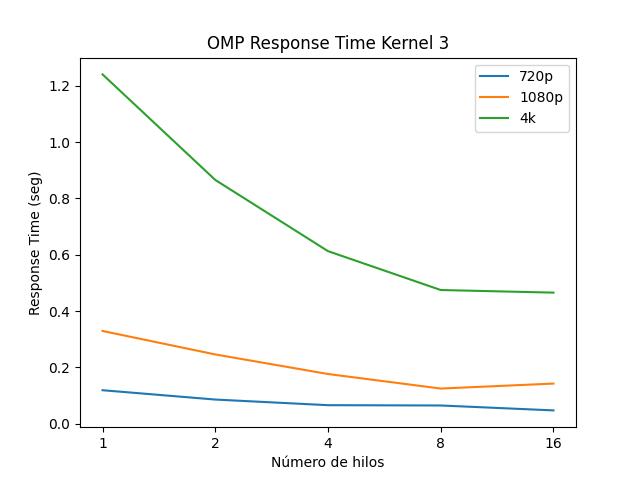 OMP Response Time Kernel 3
720p
1080p
4k
Response Time (seg)
1.2
1.0
0.8
0.6
0.4
0.2
0.0
1 2 4 8 16
Número de hilos